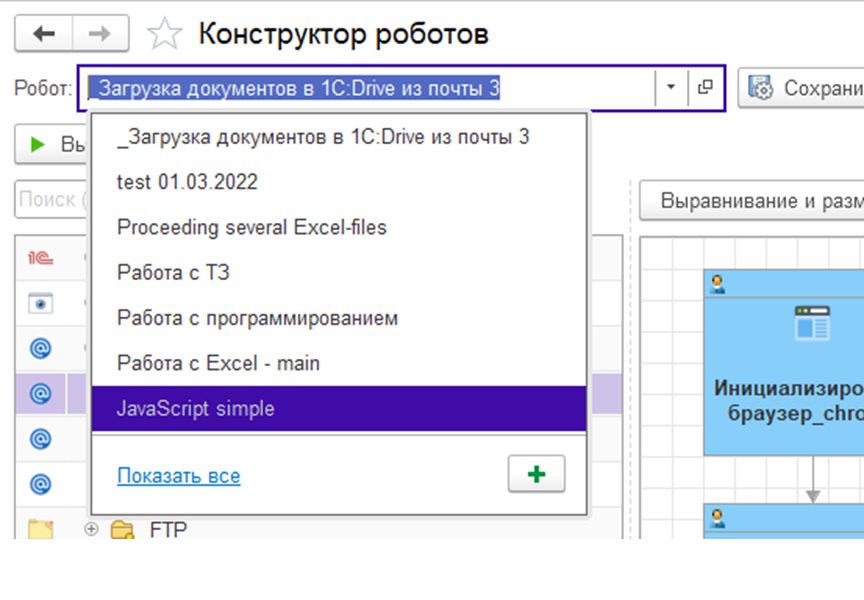 Конструктор роботов
Робот: _Загрузка документов в 1C:Drive из почты 3
Сохрани
_Загрузка документов в 1C:Drive из почты 3
Вы
test 01.03.2022
Поиск (
Выравнивание и разм
Proceeding several Excel-files
1С
Работа с ТЗ
Работа с программированием
Работа с Excel - main
JavaScript simple
Инициализиро
браузер_chro
Показать все
FTP